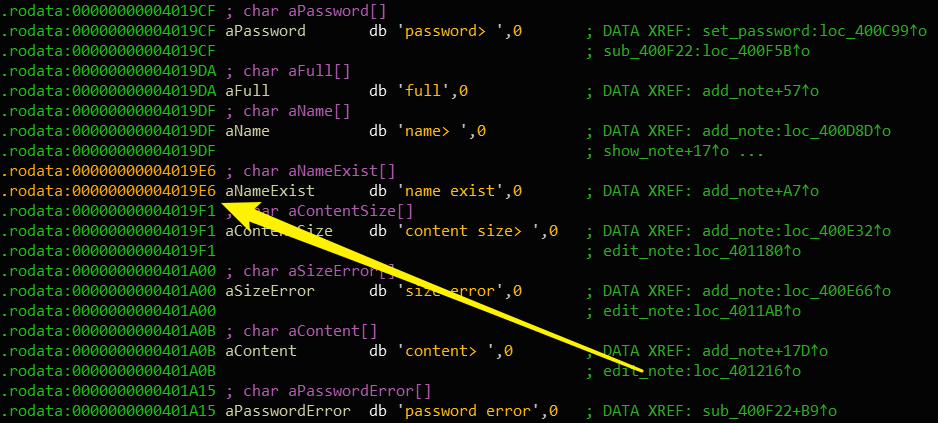 .rodata:00000000004019CF ; char aPassword[]
.rodata:00000000004019CF aPassword db 'password> ',0 ; DATA XREF: set_password:loc_400C99↑o
.rodata:00000000004019CF ; sub_400F22:loc_400F5B↑o
.rodata:00000000004019DA ; char aFull[]
.rodata:00000000004019DA aFull db 'full',0 ; DATA XREF: add_note+57↑o
.rodata:00000000004019DF ; char aName[]
.rodata:00000000004019DF aName db 'name> ',0 ; DATA XREF: add_note:loc_400D8D↑o
.rodata:00000000004019DF ; show_note+17↑o ...
.rodata:00000000004019E6 ; char aNameExist[]
.rodata:00000000004019E6 aNameExist db 'name exist',0 ; DATA XREF: add_note+A7↑o
.rodata:00000000004019F1 ; char aContentSize[]
.rodata:00000000004019F1 aContentSize db 'content size> ',0 ; DATA XREF: add_note:loc_400E32↑o
.rodata:00000000004019F1 ; edit_note:loc_401180↑o
.rodata:0000000000401A00 ; char aSizeError[]
.rodata:0000000000401A00 aSizeError db 'size error',0 ; DATA XREF: add_note:loc_400E66↑o
.rodata:0000000000401A00 ; edit_note:loc_4011AB↑o
.rodata:0000000000401A0B ; char aContent[]
.rodata:0000000000401A0B aContent db 'content> ',0 ; DATA XREF: add_note+17D↑o
.rodata:0000000000401A0B ; edit_note:loc_401216↑o
.rodata:0000000000401A15 ; char aPasswordError[]
.rodata:0000000000401A15 aPasswordError db 'password error',0 ; DATA XREF: sub_400F22+B9↑o